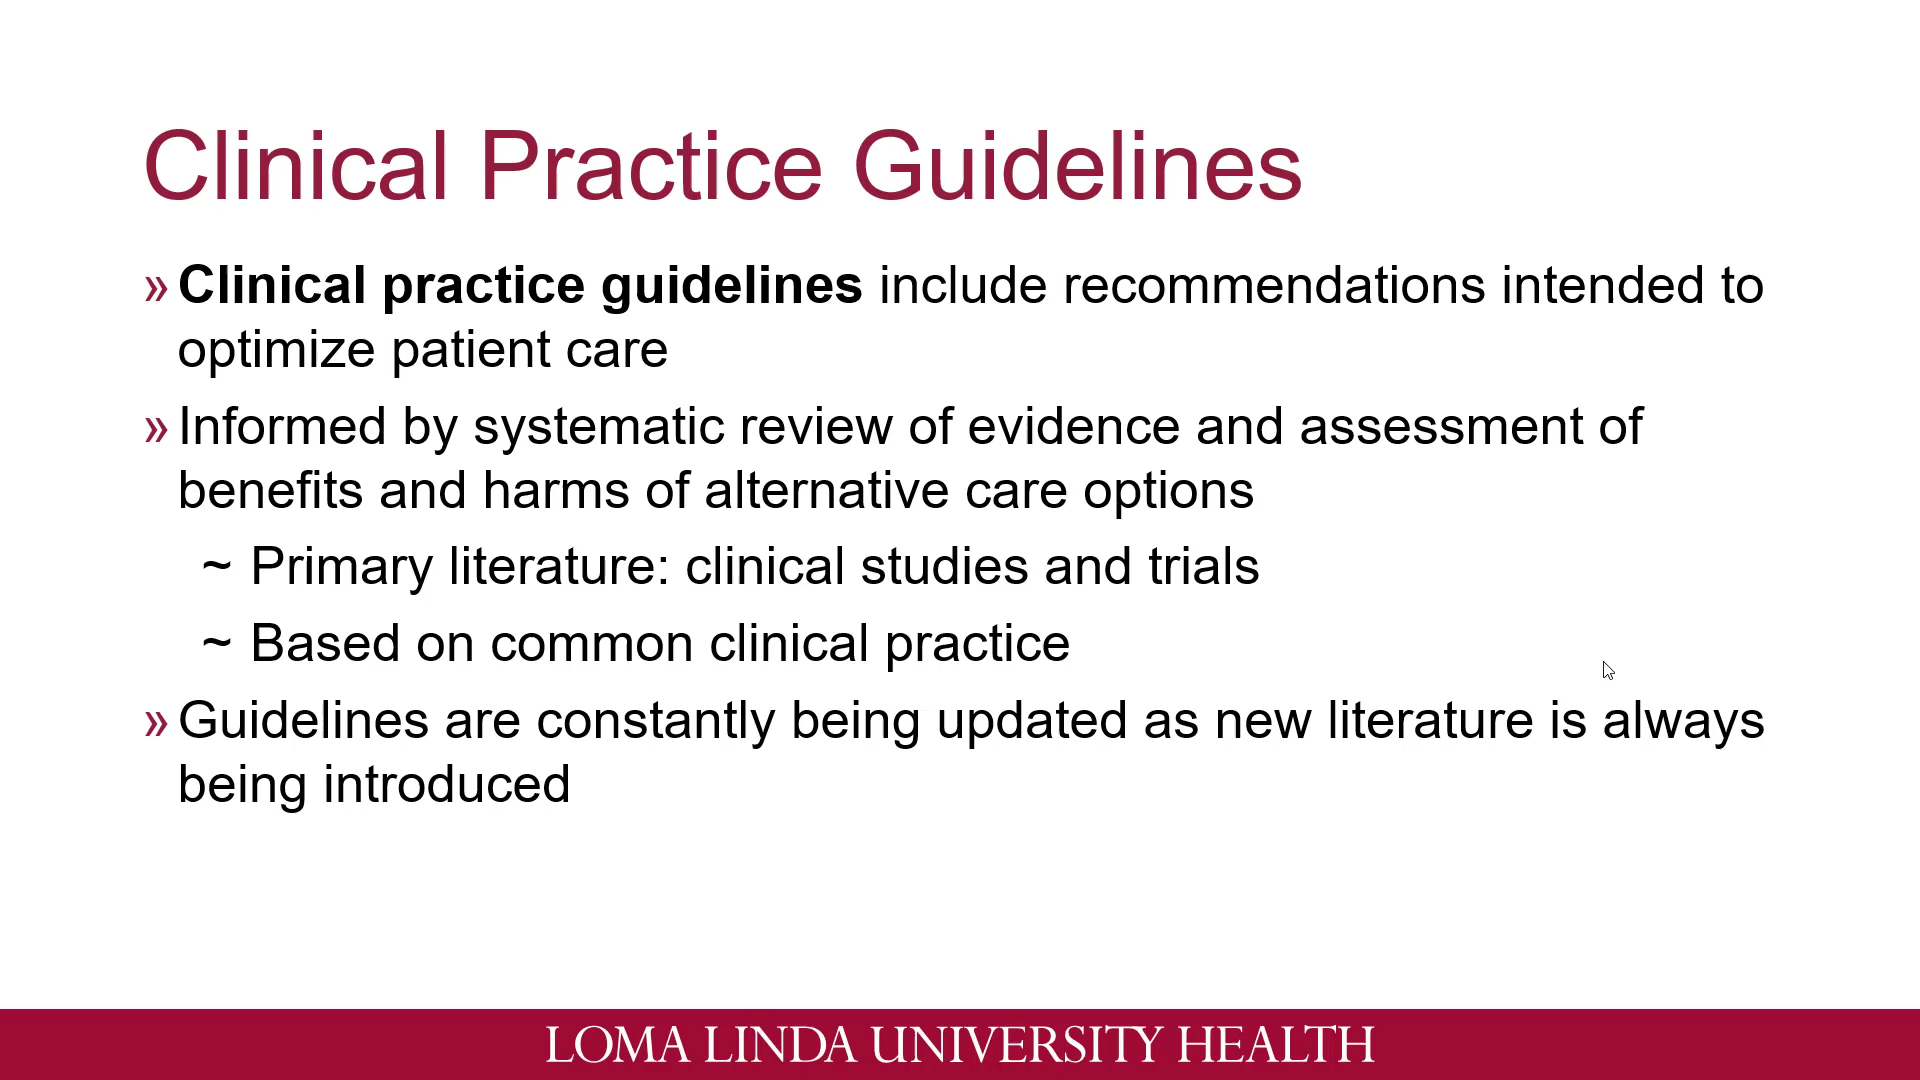 Clinical Practice Guidelines
» Clinical practice guidelines include recommendations intended to
optimize patient care
» Informed by systematic review of evidence and assessment of
benefits and harms of alternative care options
~ Primary literature: clinical studies and trials
~ Based on common clinical practice
» Guidelines are constantly being updated as new literature is always
being introduced
LOMA LINDA UNIVERSITY HEALTH